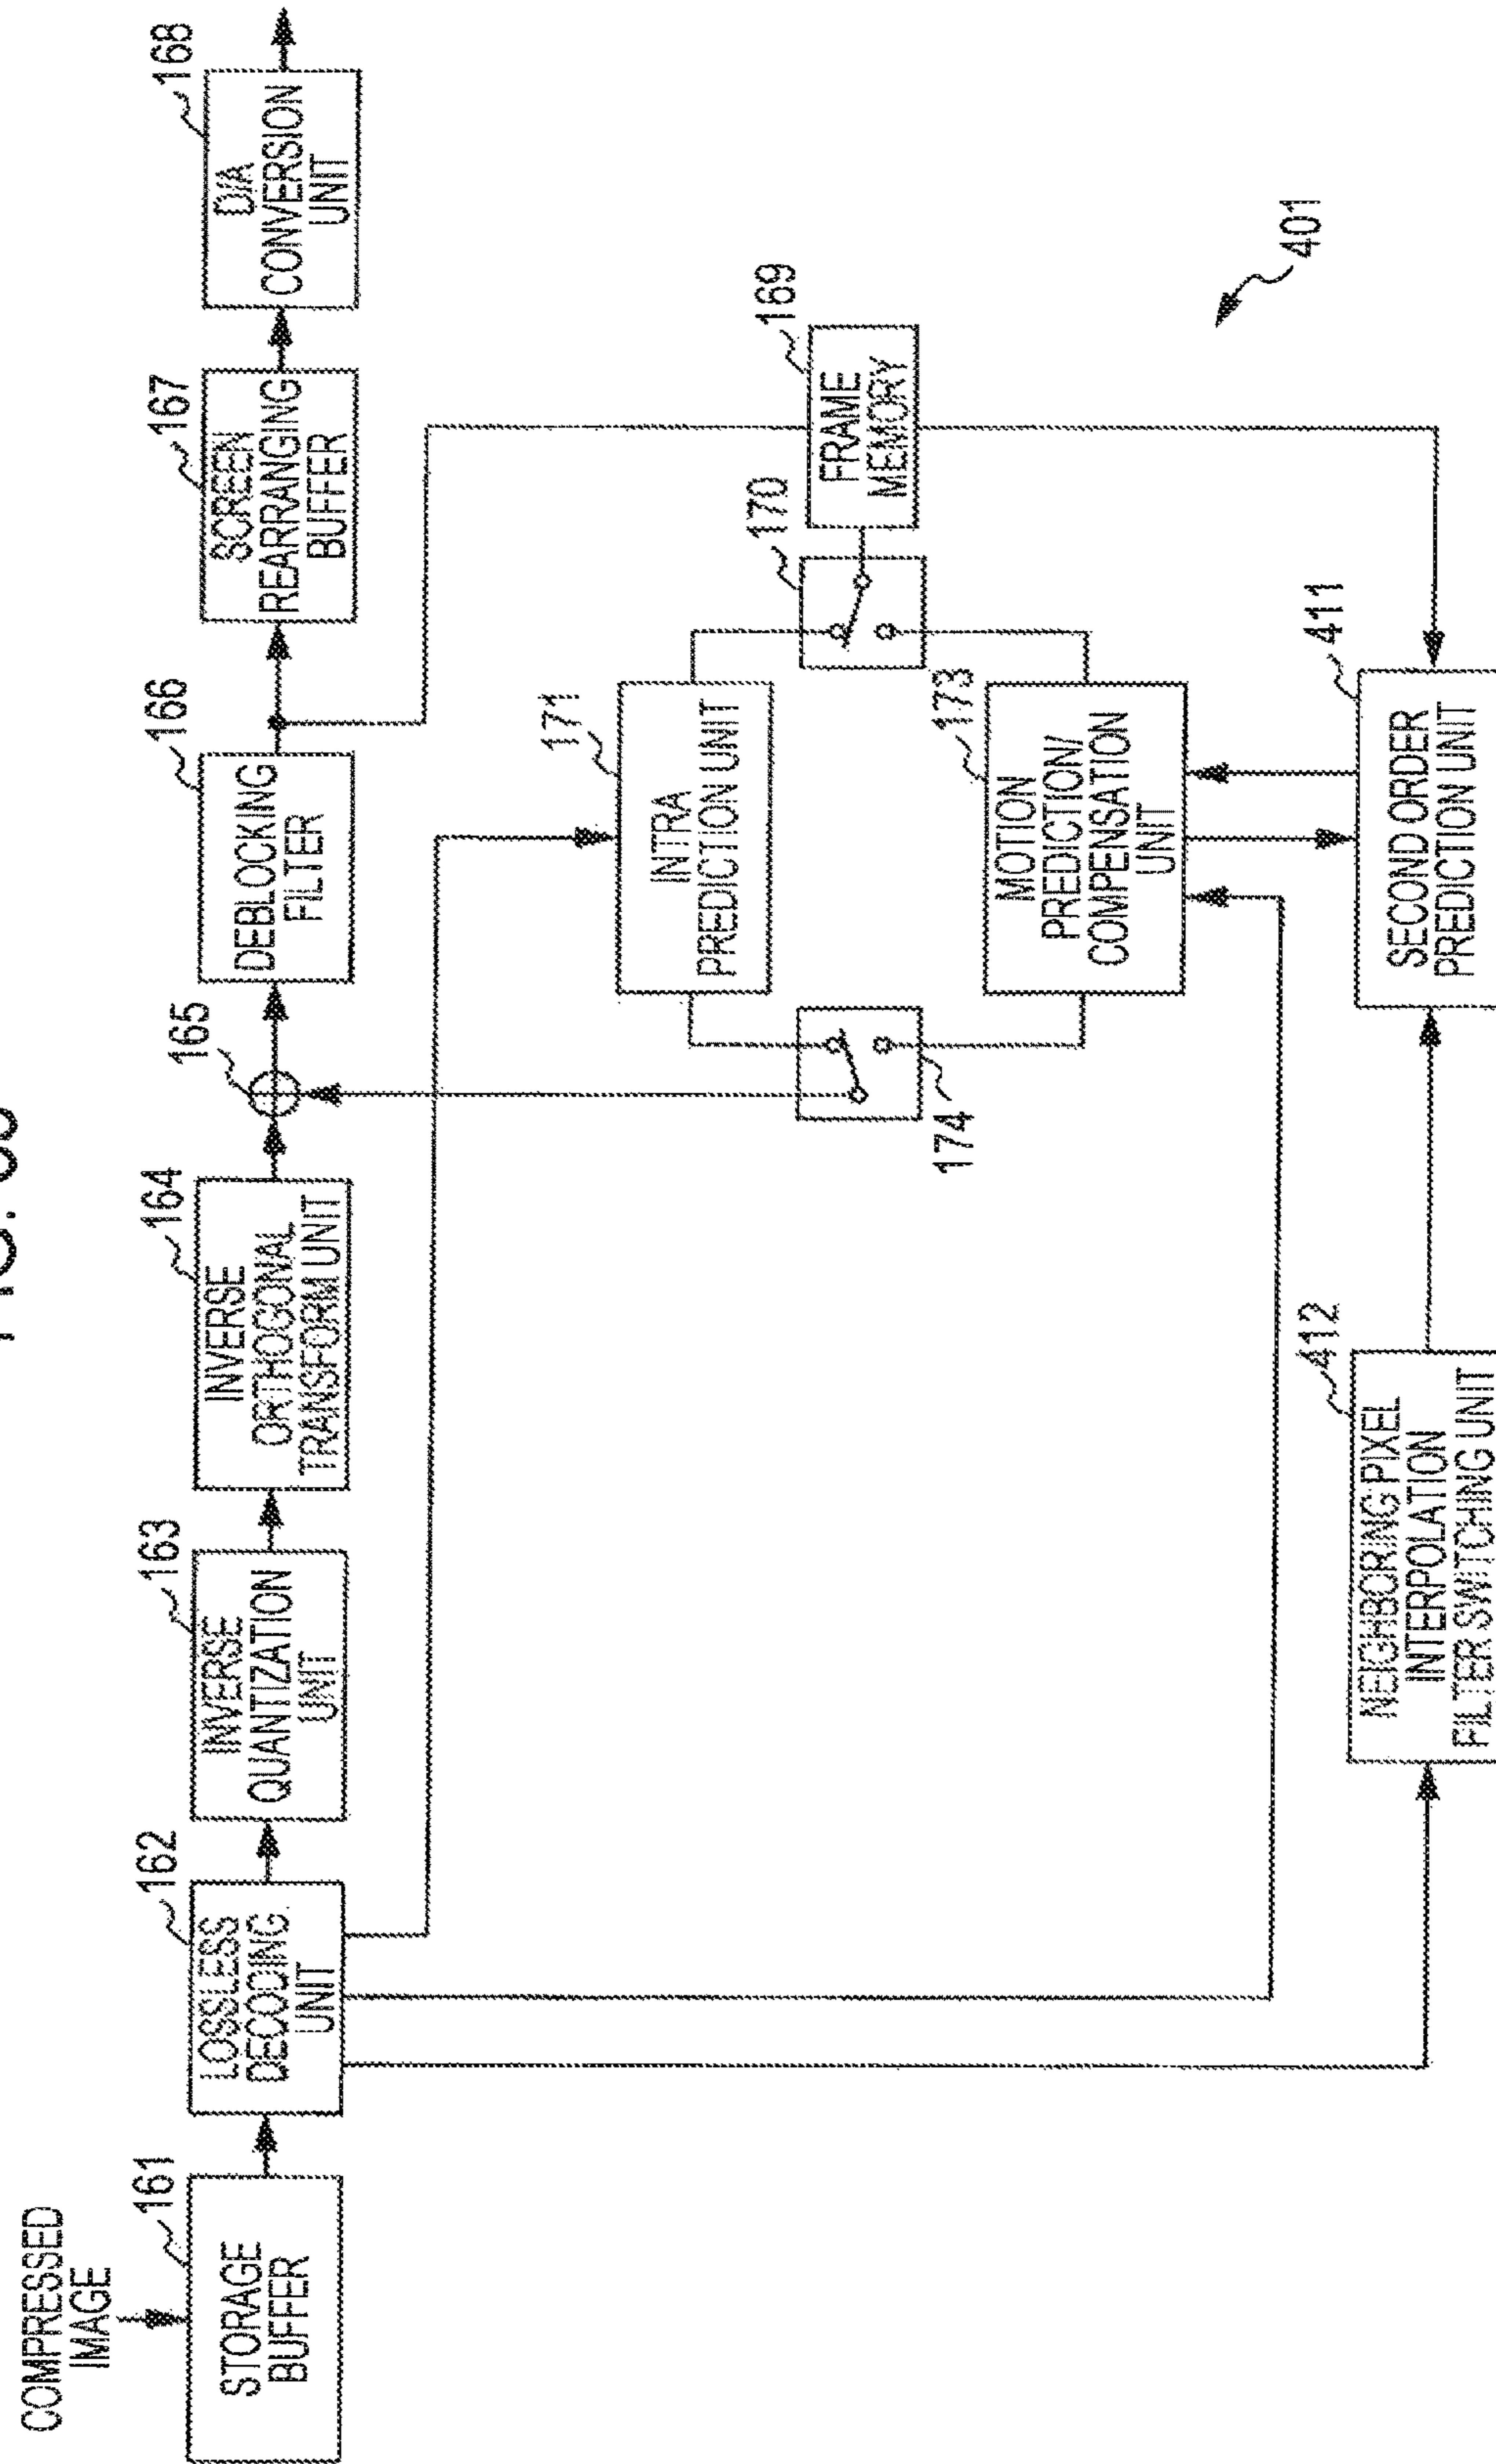 COMPRESSED
IMAGE
161
STORAGE
BUFFER
162
LOSSLESS
DECODING
UNIT
163
INVERSE
QUANTIZATION
UNIT
164
INVERSE
ORTHOGONAL
TRANSFORM UNIT
165
166
DEBLOCKING
FILTER
167
SCREEN
REARRANGING
BUFFER
168
D/A
CONVERSION
UNIT
171
INTRA
PREDICTION UNIT
170
169
FRAME
MEMORY
174
173
MOTION
PREDICTION/
COMPENSATION
UNIT
401
412
NEIGHBORING PIXEL
INTERPOLATION
FILTER SWITCHING UNIT
411
SECOND ORDER
PREDICTION UNIT